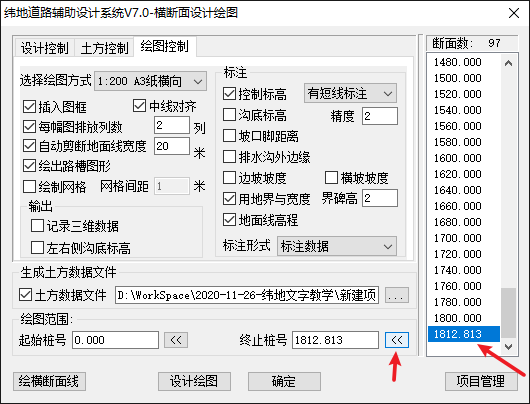 纬地道路辅助设计系统V7.0-横断面设计绘图
设计控制 土方控制 绘图控制
选择绘图方式 1:200 A3纸横向
插入图框 中线对齐
每幅图排放列数 2 列
自动剪断地面线宽度 20 米
绘出路槽图形
绘制网格 网格间距 1 米
输出
记录三维数据
左右侧沟底标高
标注
控制标高 有短线标注
沟底标高 精度 2
坡口脚距离
排水沟外边缘
边坡坡度 横坡坡度
用地界与宽度 界碑高 2
地面线高程
标注形式 标注数据
生成土方数据文件
土方数据文件 D:\WorkSpace\2020-11-26-纬地文字教学\新建项 ...
绘图范围:
起始桩号 0.000 << 终止桩号 1812.813 <<
绘横断面线 设计绘图 确定 项目管理
断面数: 97
1480.000
1500.000
1520.000
1540.000
1560.000
1580.000
1600.000
1620.000
1640.000
1660.000
1680.000
1700.000
1720.000
1740.000
1760.000
1780.000
1800.000
1812.813